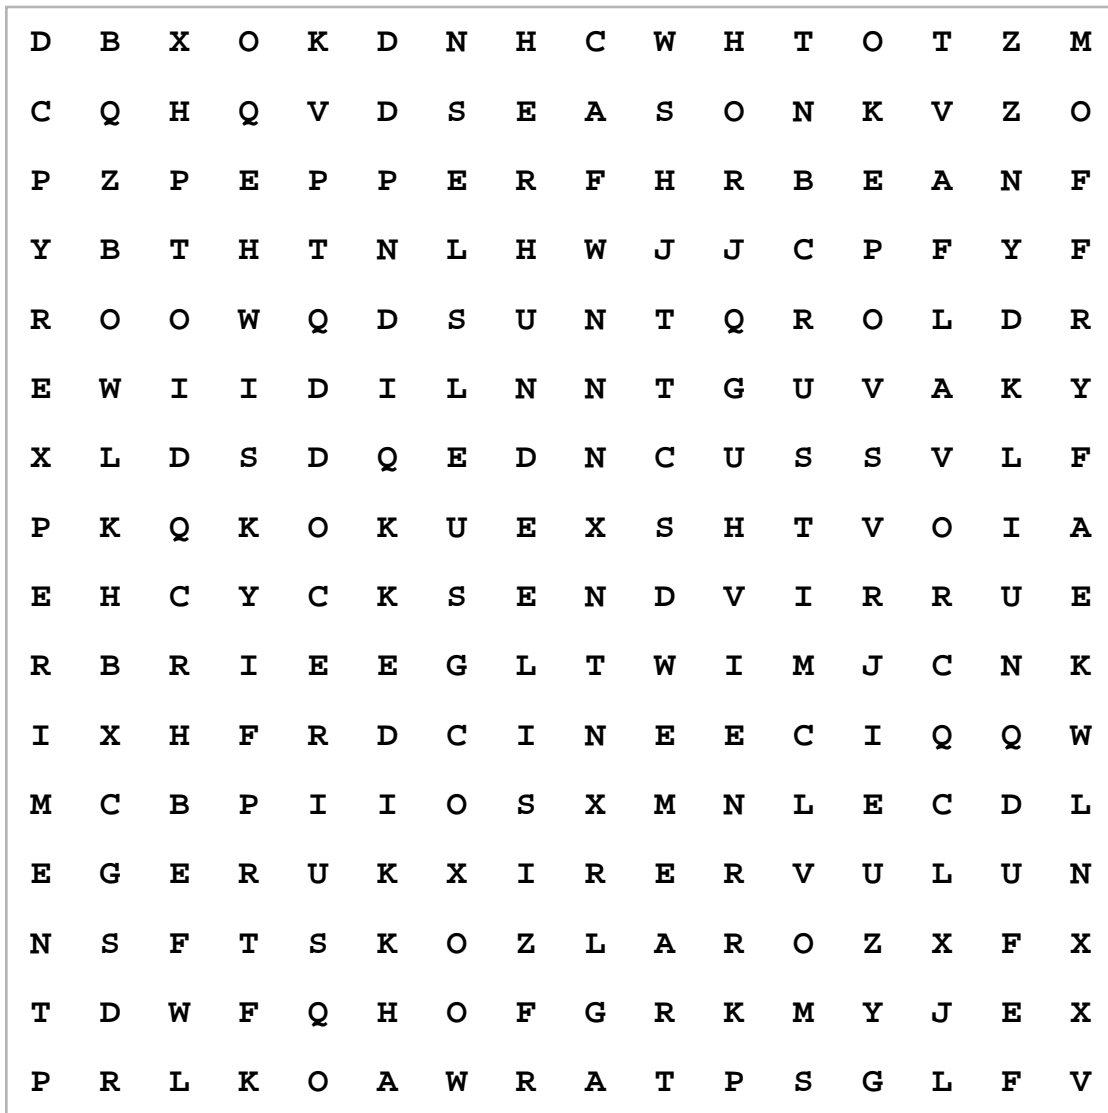 D B X O K D N H C W H T O T Z M
C Q H Q V D S E A S O N K V Z O
P Z P E P P E R F H R B E A N F
Y B T H T N L H W J J C P F Y F
R O O W Q D S U N T Q R O L D R
E W I I D I L N N T G U V A K Y
X L D S D Q E D N C U S S V L F
P K Q K O K U E X S H T V O I A
E H C Y C K S E N D V I R R U E
R B R I E E G L T W I M J C N K
I X H F R D C I N E E C I Q Q W
M C B P I I O S X M N L E C D L
E G E R U K X I R E R V U L U N
N S F T S K O Z L A R O Z X F X
T D W F Q H O F G R K M Y J E X
P R L K O A W R A T P S G L F V